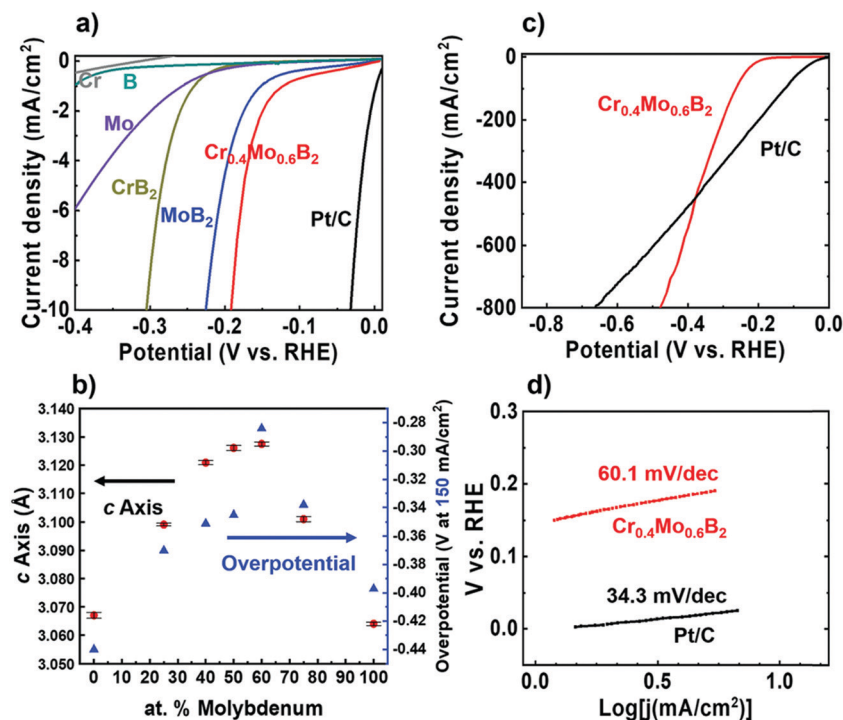 a)
Current density (mA/cm²)
0
-2
-4
-6
-8
-10
Cr
B
Mo
CrB₂
MoB₂
Cr₀.₄Mo₀.₆B₂
Pt/C
-0.4
-0.3
-0.2
-0.1
0.0
Potential (V vs. RHE)
c)
Current density (mA/cm²)
0
-200
-400
-600
-800
Cr₀.₄Mo₀.₆B₂
Pt/C
-0.8
-0.6
-0.4
-0.2
0.0
Potential (V vs. RHE)
b)
c Axis (Å)
3.140
3.130
3.120
3.110
3.100
3.090
3.080
3.070
3.060
3.050
c Axis
Overpotential
-0.28
-0.30
-0.32
-0.34
-0.36
-0.38
-0.40
-0.42
-0.44
Overpotential (V at 150 mA/cm²)
0 10 20 30 40 50 60 70 80 90 100
at. % Molybdenum
d)
V vs. RHE
0.3
0.2
0.1
0.0
60.1 mV/dec
Cr₀.₄Mo₀.₆B₂
34.3 mV/dec
Pt/C
0.0
0.5
1.0
Log[j(mA/cm²)]